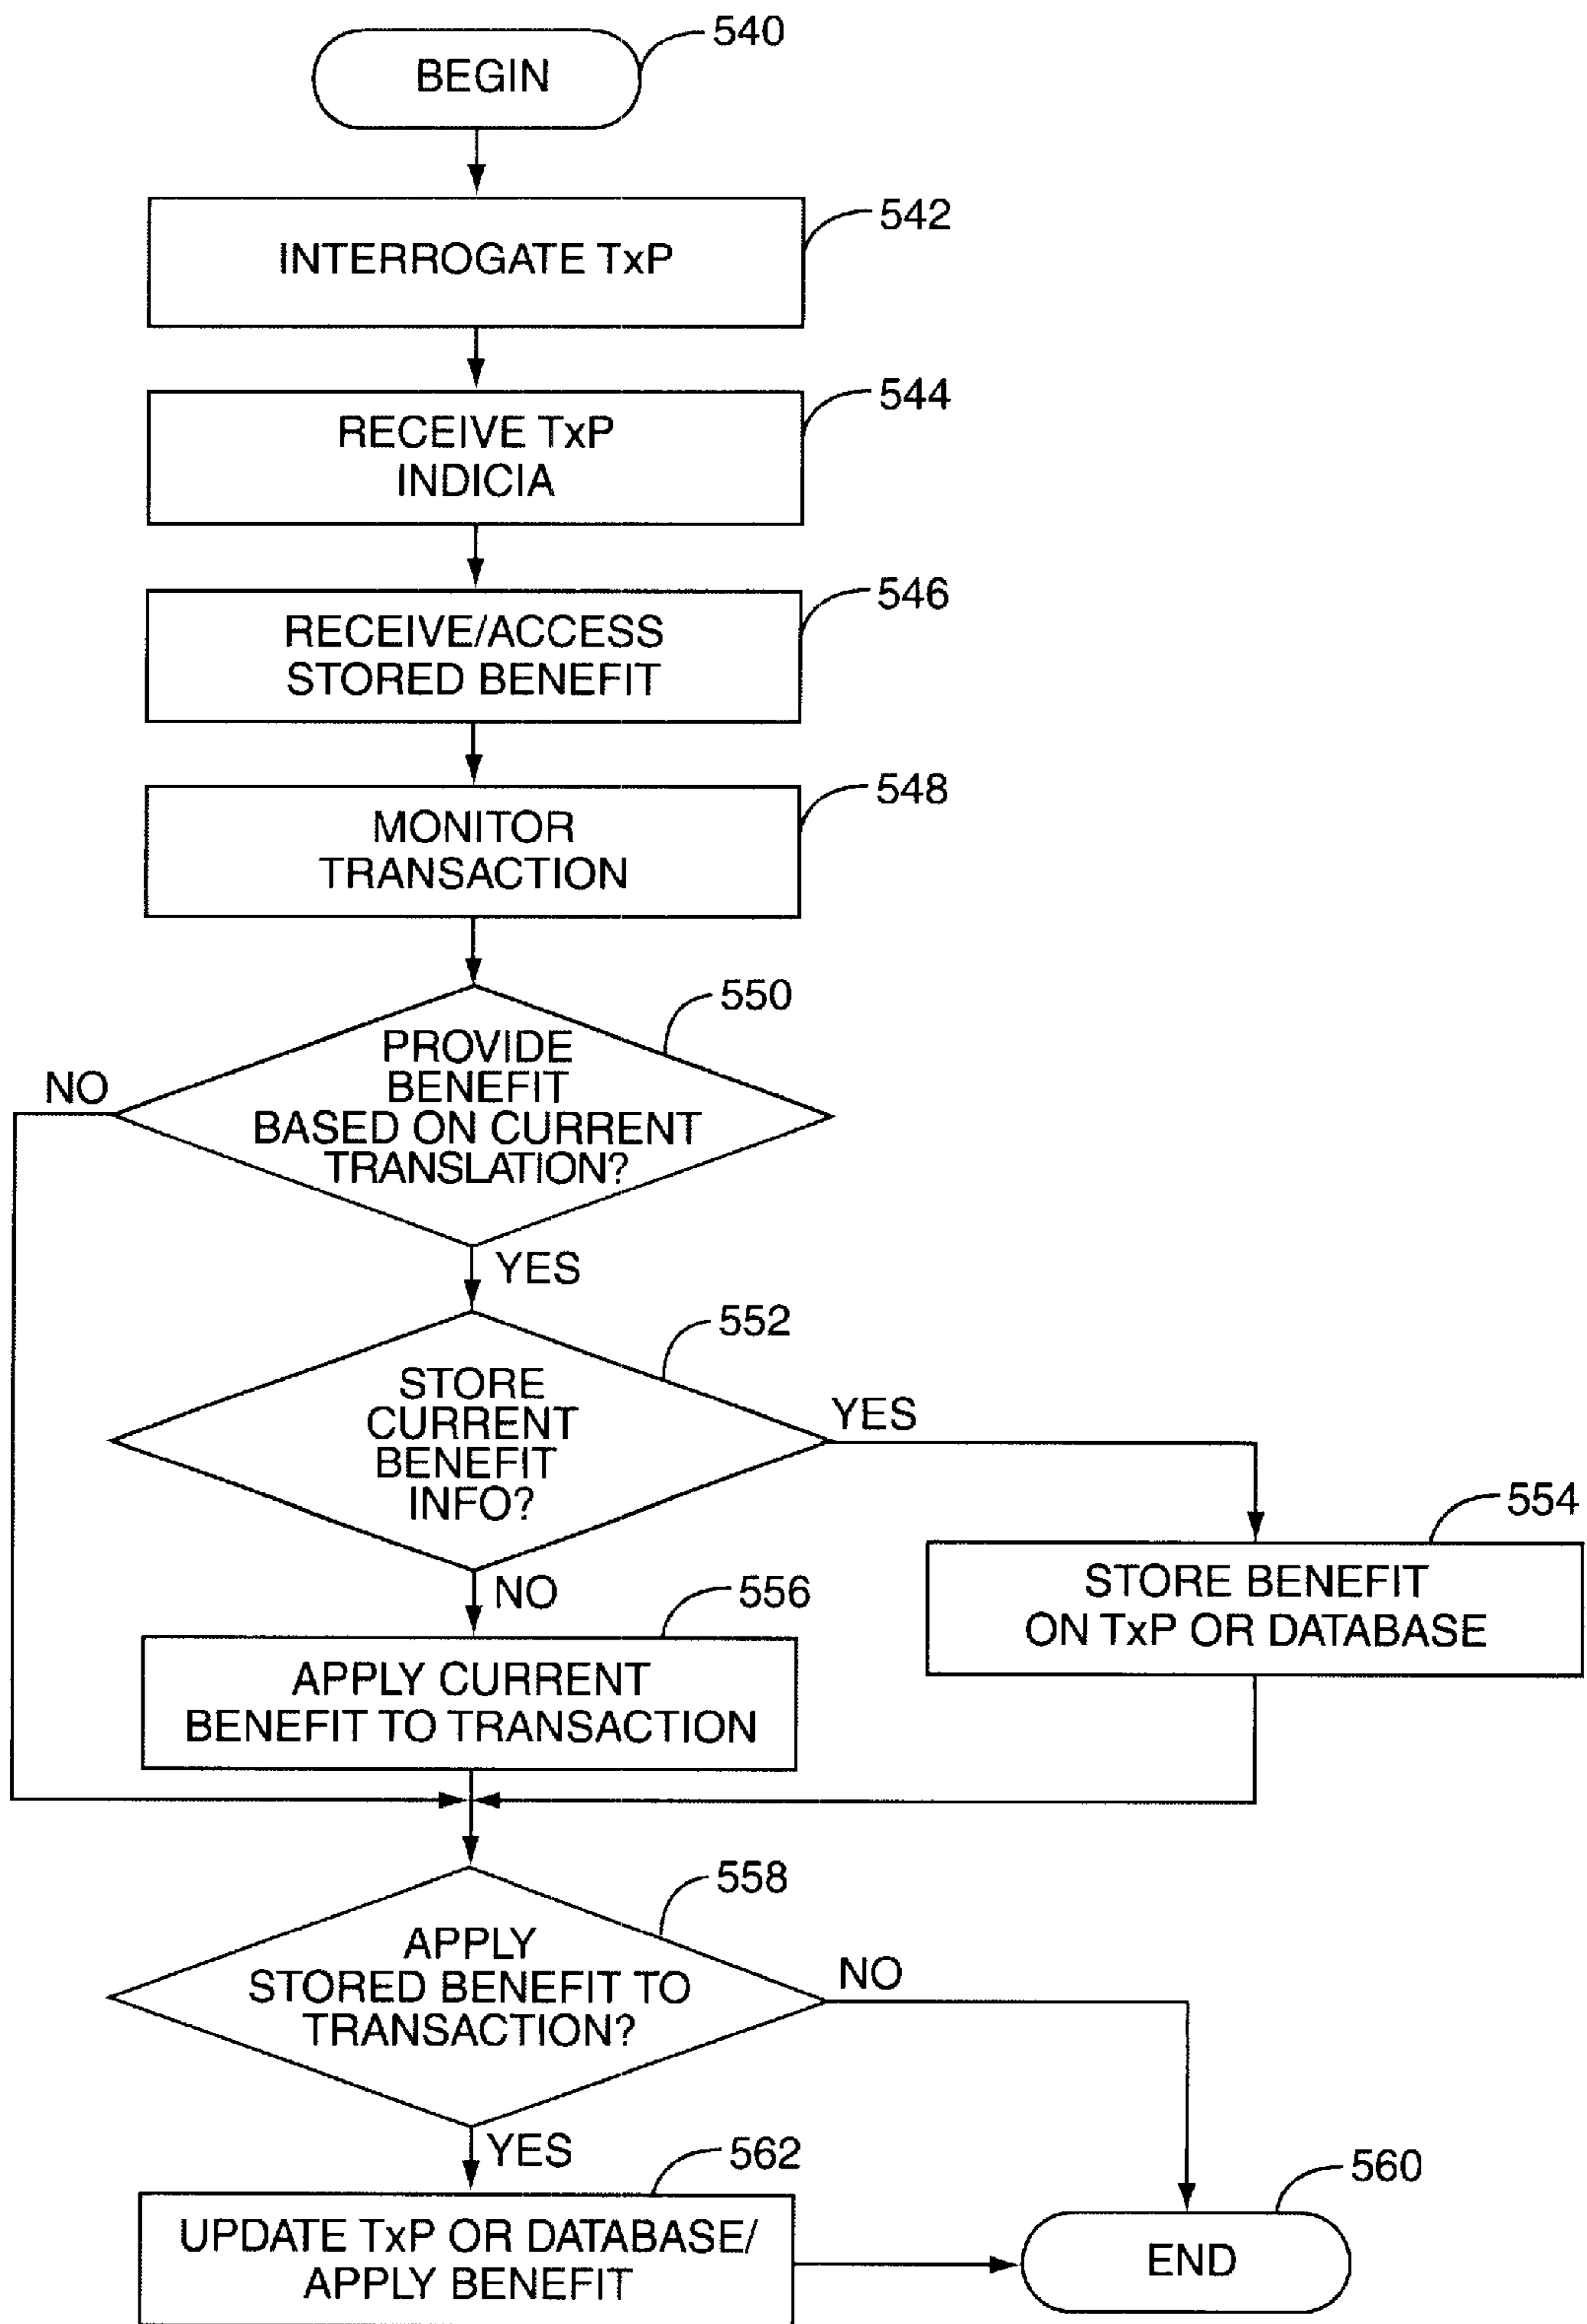 540
BEGIN
542
INTERROGATE TxP
544
RECEIVE TxP
INDICIA
546
RECEIVE/ACCESS
STORED BENEFIT
548
MONITOR
TRANSACTION
550
PROVIDE
BENEFIT
BASED ON CURRENT
TRANSLATION?
NO
YES
552
STORE
CURRENT
BENEFIT
INFO?
YES
554
STORE BENEFIT
ON TxP OR DATABASE
NO
556
APPLY CURRENT
BENEFIT TO TRANSACTION
558
APPLY
STORED BENEFIT TO
TRANSACTION?
NO
YES
562
UPDATE TxP OR DATABASE/
APPLY BENEFIT
560
END